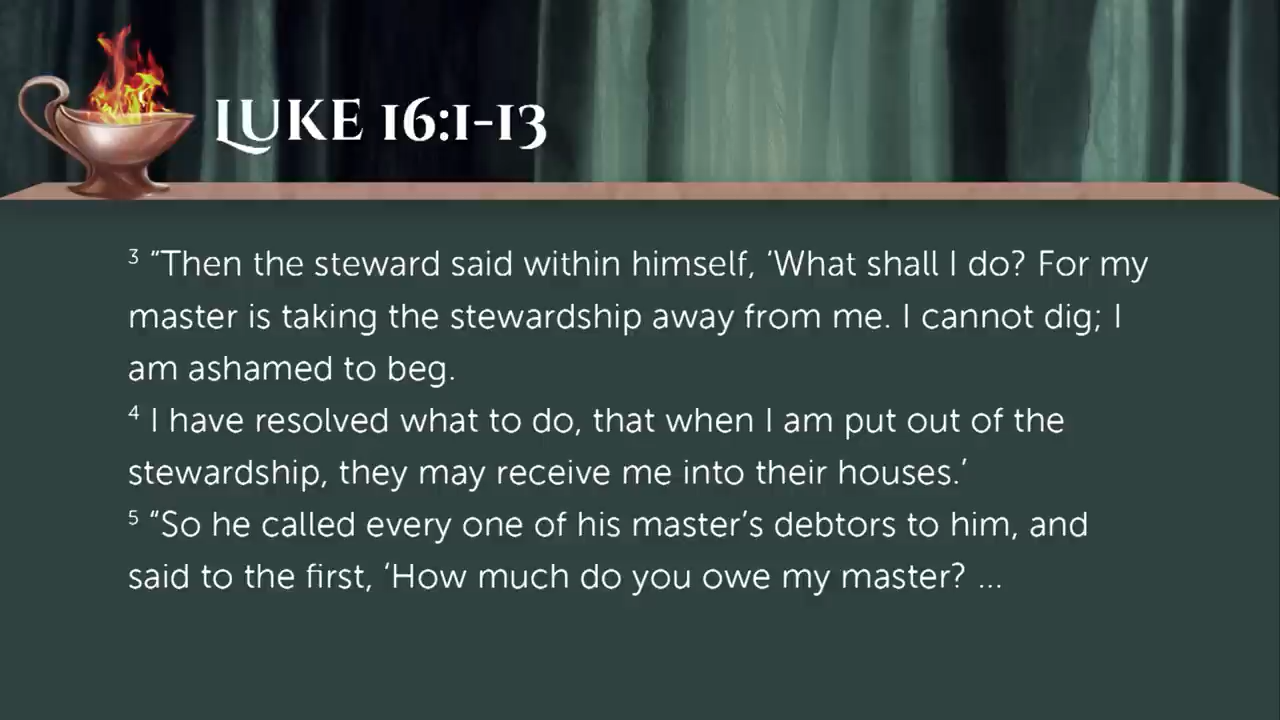 LUKE 16:1-13
3 “Then the steward said within himself, ‘What shall I do? For my
master is taking the stewardship away from me. I cannot dig; I
am ashamed to beg.
4 I have resolved what to do, that when I am put out of the
stewardship, they may receive me into their houses.’
5 “So he called every one of his master’s debtors to him, and
said to the first, ‘How much do you owe my master? ...